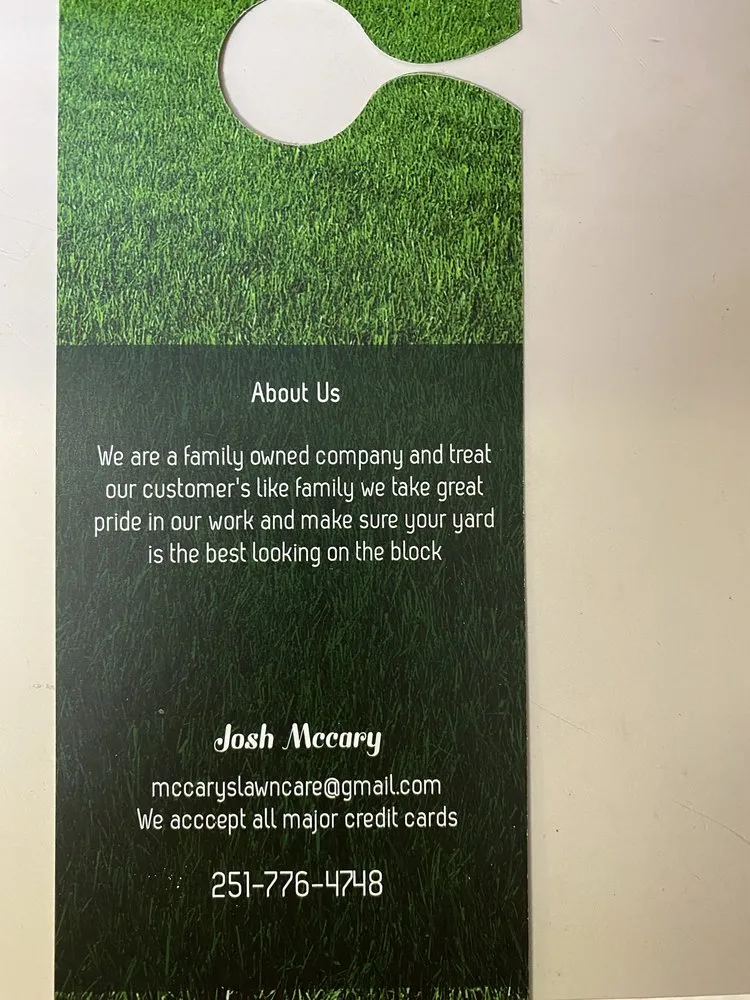 About Us
We are a family owned company and treat
our customer's like family we take great
pride in our work and make sure your yard
is the best looking on the block
Josh Mccary
mccaryslawncare@gmail.com
We acccept all major credit cards
251-776-4748